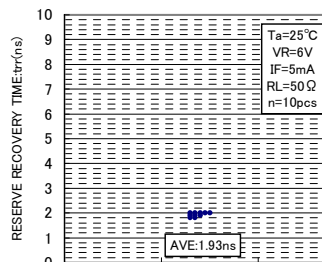 RESERVE RECOVERY TIME:trr(ns)
10
9
8
7
6
5
4
3
2
1
0
Ta=25℃
VR=6V
IF=5mA
RL=50Ω
n=10pcs
AVE:1.93ns